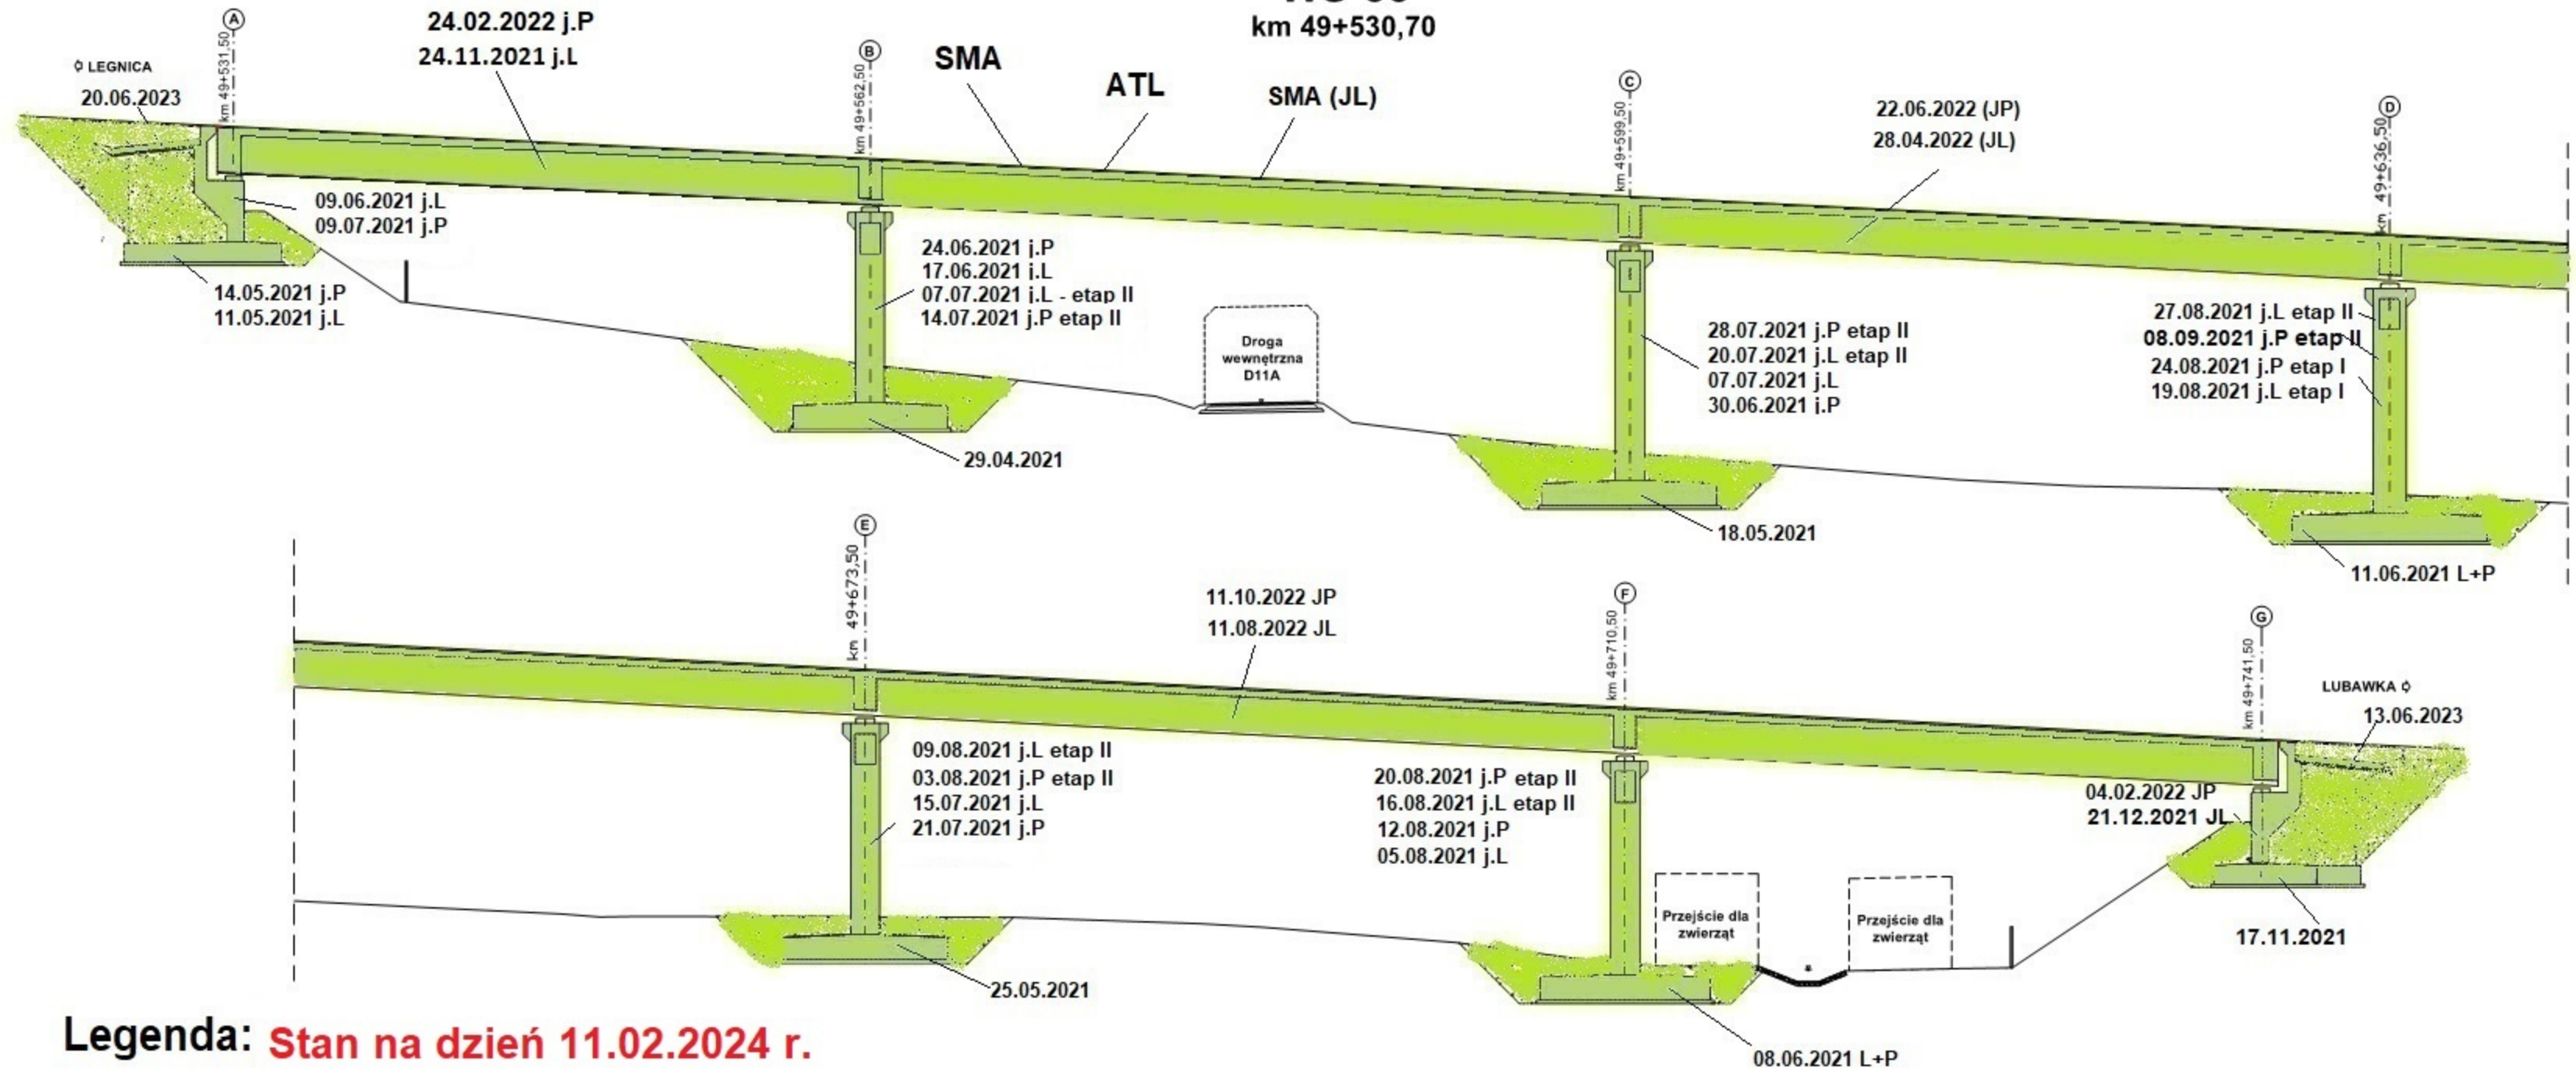 km 49+530,70
A
24.02.2022 j.P
24.11.2021 j.L
km 49+531,50
LEGNICA
20.06.2023
B
km 49+562,50
SMA
ATL
SMA (JL)
C
km 49+599,50
22.06.2022 (JP)
28.04.2022 (JL)
D
km 49+636,50
09.06.2021 j.L
09.07.2021 j.P
14.05.2021 j.P
11.05.2021 j.L
24.06.2021 j.P
17.06.2021 j.L
07.07.2021 j.L - etap II
14.07.2021 j.P etap II
Droga
wewnętrzna
D11A
28.07.2021 j.P etap II
20.07.2021 j.L etap II
07.07.2021 j.L
30.06.2021 j.P
27.08.2021 j.L etap II
08.09.2021 j.P etap II
24.08.2021 j.P etap I
19.08.2021 j.L etap I
29.04.2021
18.05.2021
11.06.2021 L+P
E
km 49+673,50
11.10.2022 JP
11.08.2022 JL
F
km 49+710,50
G
km 49+741,50
LUBAWKA
13.06.2023
09.08.2021 j.L etap II
03.08.2021 j.P etap II
15.07.2021 j.L
21.07.2021 j.P
20.08.2021 j.P etap II
16.08.2021 j.L etap II
12.08.2021 j.P
05.08.2021 j.L
04.02.2022 JP
21.12.2021 JL
Przejście dla
zwierząt
Przejście dla
zwierząt
17.11.2021
25.05.2021
08.06.2021 L+P
Legenda: Stan na dzień 11.02.2024 r.